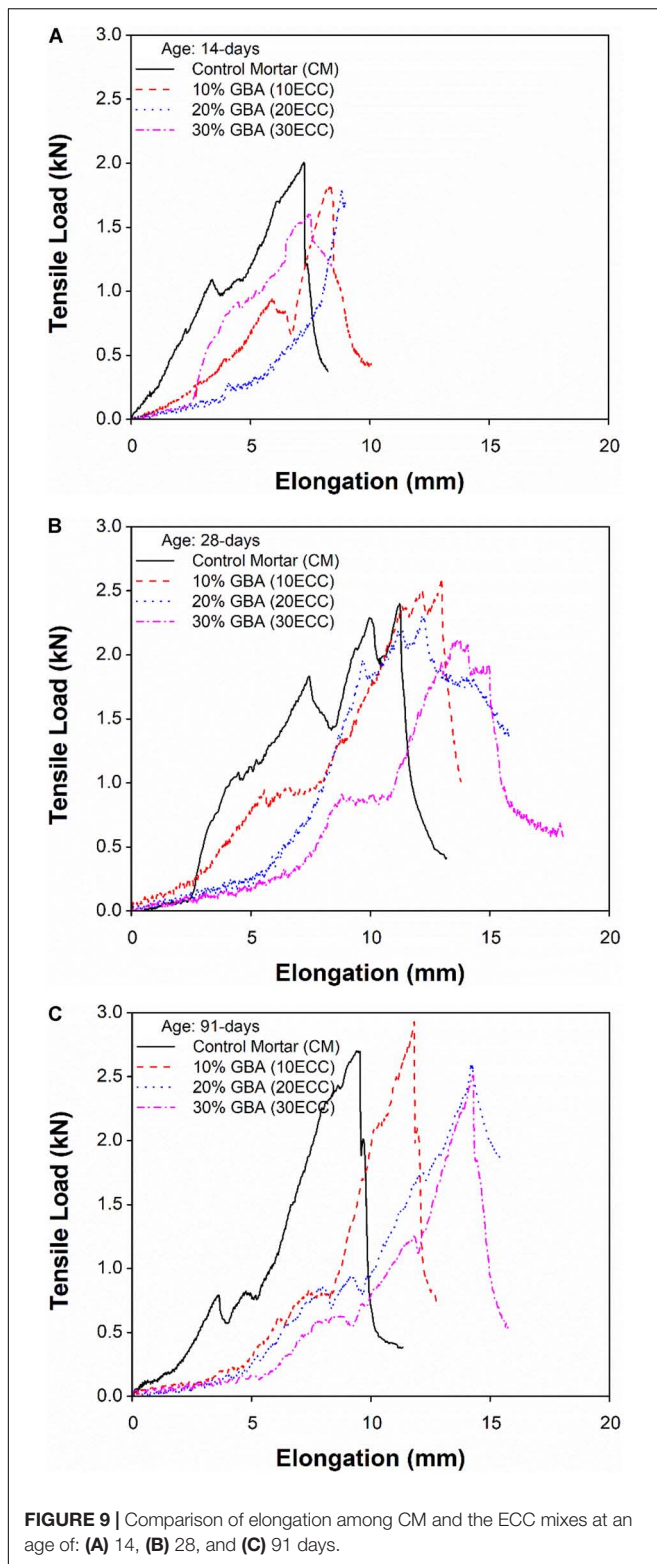 A
Age: 14-days
Control Mortar (CM)
10% GBA (10ECC)
20% GBA (20ECC)
30% GBA (30ECC)
3.0
2.5
2.0
1.5
1.0
0.5
0.0
Tensile Load (kN)
0 5 10 15 20
Elongation (mm)
B
Age: 28-days
Control Mortar (CM)
10% GBA (10ECC)
20% GBA (20ECC)
30% GBA (30ECC)
3.0
2.5
2.0
1.5
1.0
0.5
0.0
Tensile Load (kN)
0 5 10 15 20
Elongation (mm)
C
Age: 91-days
Control Mortar (CM)
10% GBA (10ECC)
20% GBA (20ECC)
30% GBA (30ECC)
3.0
2.5
2.0
1.5
1.0
0.5
0.0
Tensile Load (kN)
0 5 10 15 20
Elongation (mm)
FIGURE 9 | Comparison of elongation among CM and the ECC mixes at an
age of: (A) 14, (B) 28, and (C) 91 days.